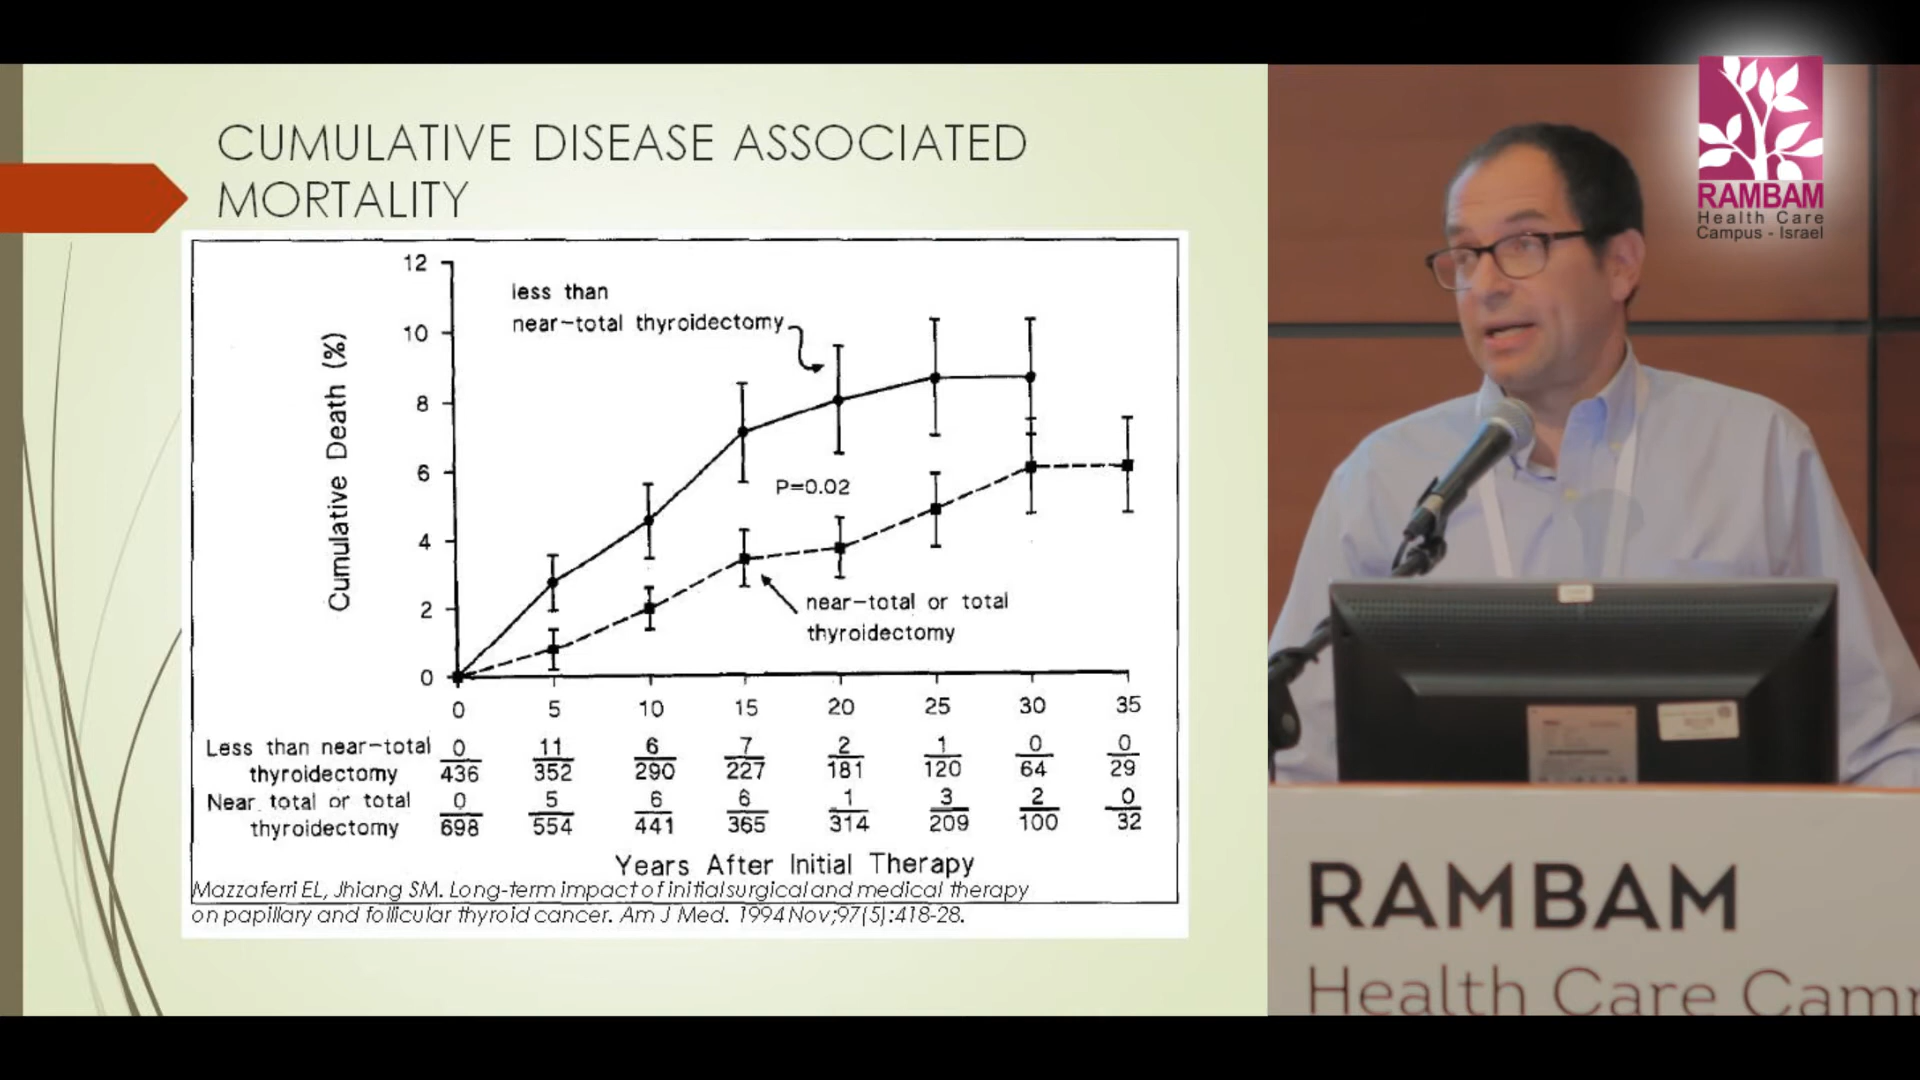 CUMULATIVE DISEASE ASSOCIATED
MORTALITY
12
10
8
6
4
2
0
Cumulative Death (%)
less than
near-total thyroidectomy
P=0.02
near-total or total
thyroidectomy
0 5 10 15 20 25 30 35
Less than near-total 0 11 6 7 2 1 0 0
thyroidectomy 436 352 290 227 181 120 64 29
Near total or total 0 5 6 6 1 3 2 0
thyroidectomy 698 554 441 365 314 209 100 32
Years After Initial Therapy
Mazzaferri EL, Jhiang SM. Long-term impact of initial surgical and medical therapy
on papillary and follicular thyroid cancer. Am J Med. 1994 Nov;97(5):418-28.
RAMBAM
Health Care
Campus - Israel
RAMBAM
Health Care Cam